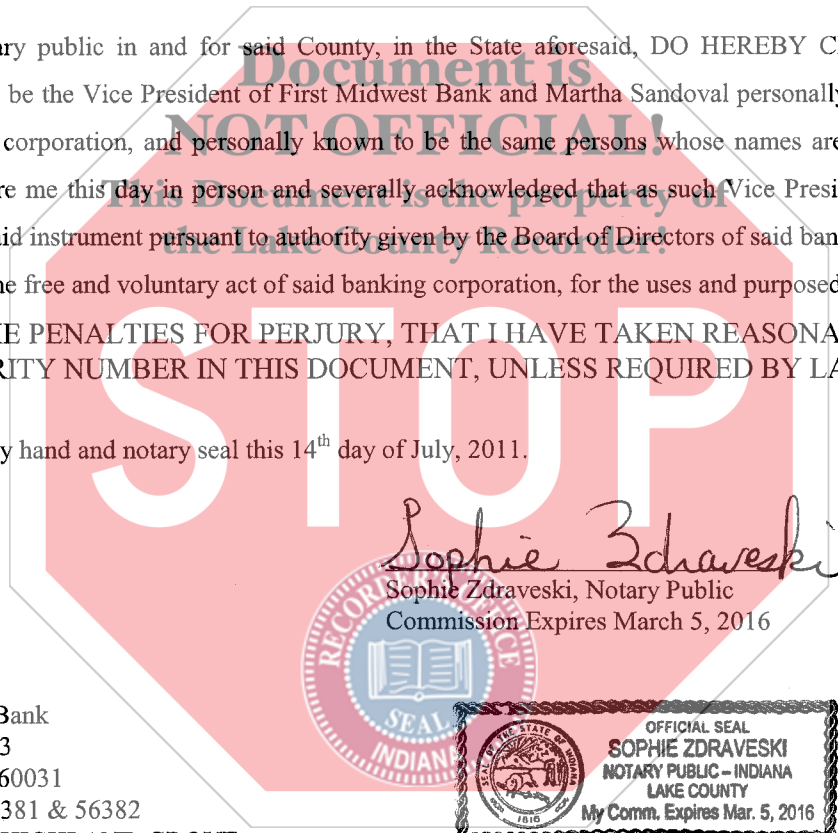 ary public in and for said County, in the State aforesaid, DO HEREBY C
be the Vice President of First Midwest Bank and Martha Sandoval personally
corporation, and personally known to be the same persons whose names are
re me this day in person and severally acknowledged that as such Vice Presi
id instrument pursuant to authority given by the Board of Directors of said ban
e free and voluntary act of said banking corporation, for the uses and purposed
E PENALTIES FOR PERJURY, THAT I HAVE TAKEN REASONA
RITY NUMBER IN THIS DOCUMENT, UNLESS REQUIRED BY LA
Document is
NOT OFFICIAL!
This Document is the property of
the Lake County Recorder!
STOP
y hand and notary seal this 14th day of July, 2011.
Sophie Zdraveski
Sophie Zdraveski, Notary Public
Commission Expires March 5, 2016
RECORDER'S OFFICE
SEAL
INDIANA
Bank
3
60031
381 & 56382
SEAL OF THE STATE OF INDIANA
1816
OFFICIAL SEAL
SOPHIE ZDRAVESKI
NOTARY PUBLIC – INDIANA
LAKE COUNTY
My Comm. Expires Mar. 5, 2016